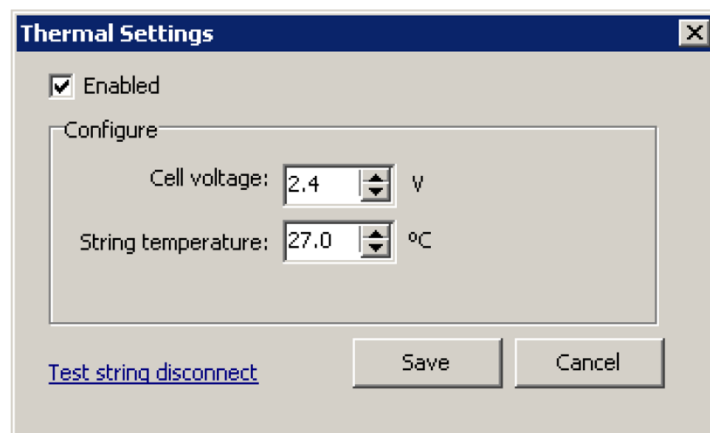 Thermal Settings
Enabled
Configure
Cell voltage: 2.4 V
String temperature: 27.0 ºC
Test string disconnect Save Cancel